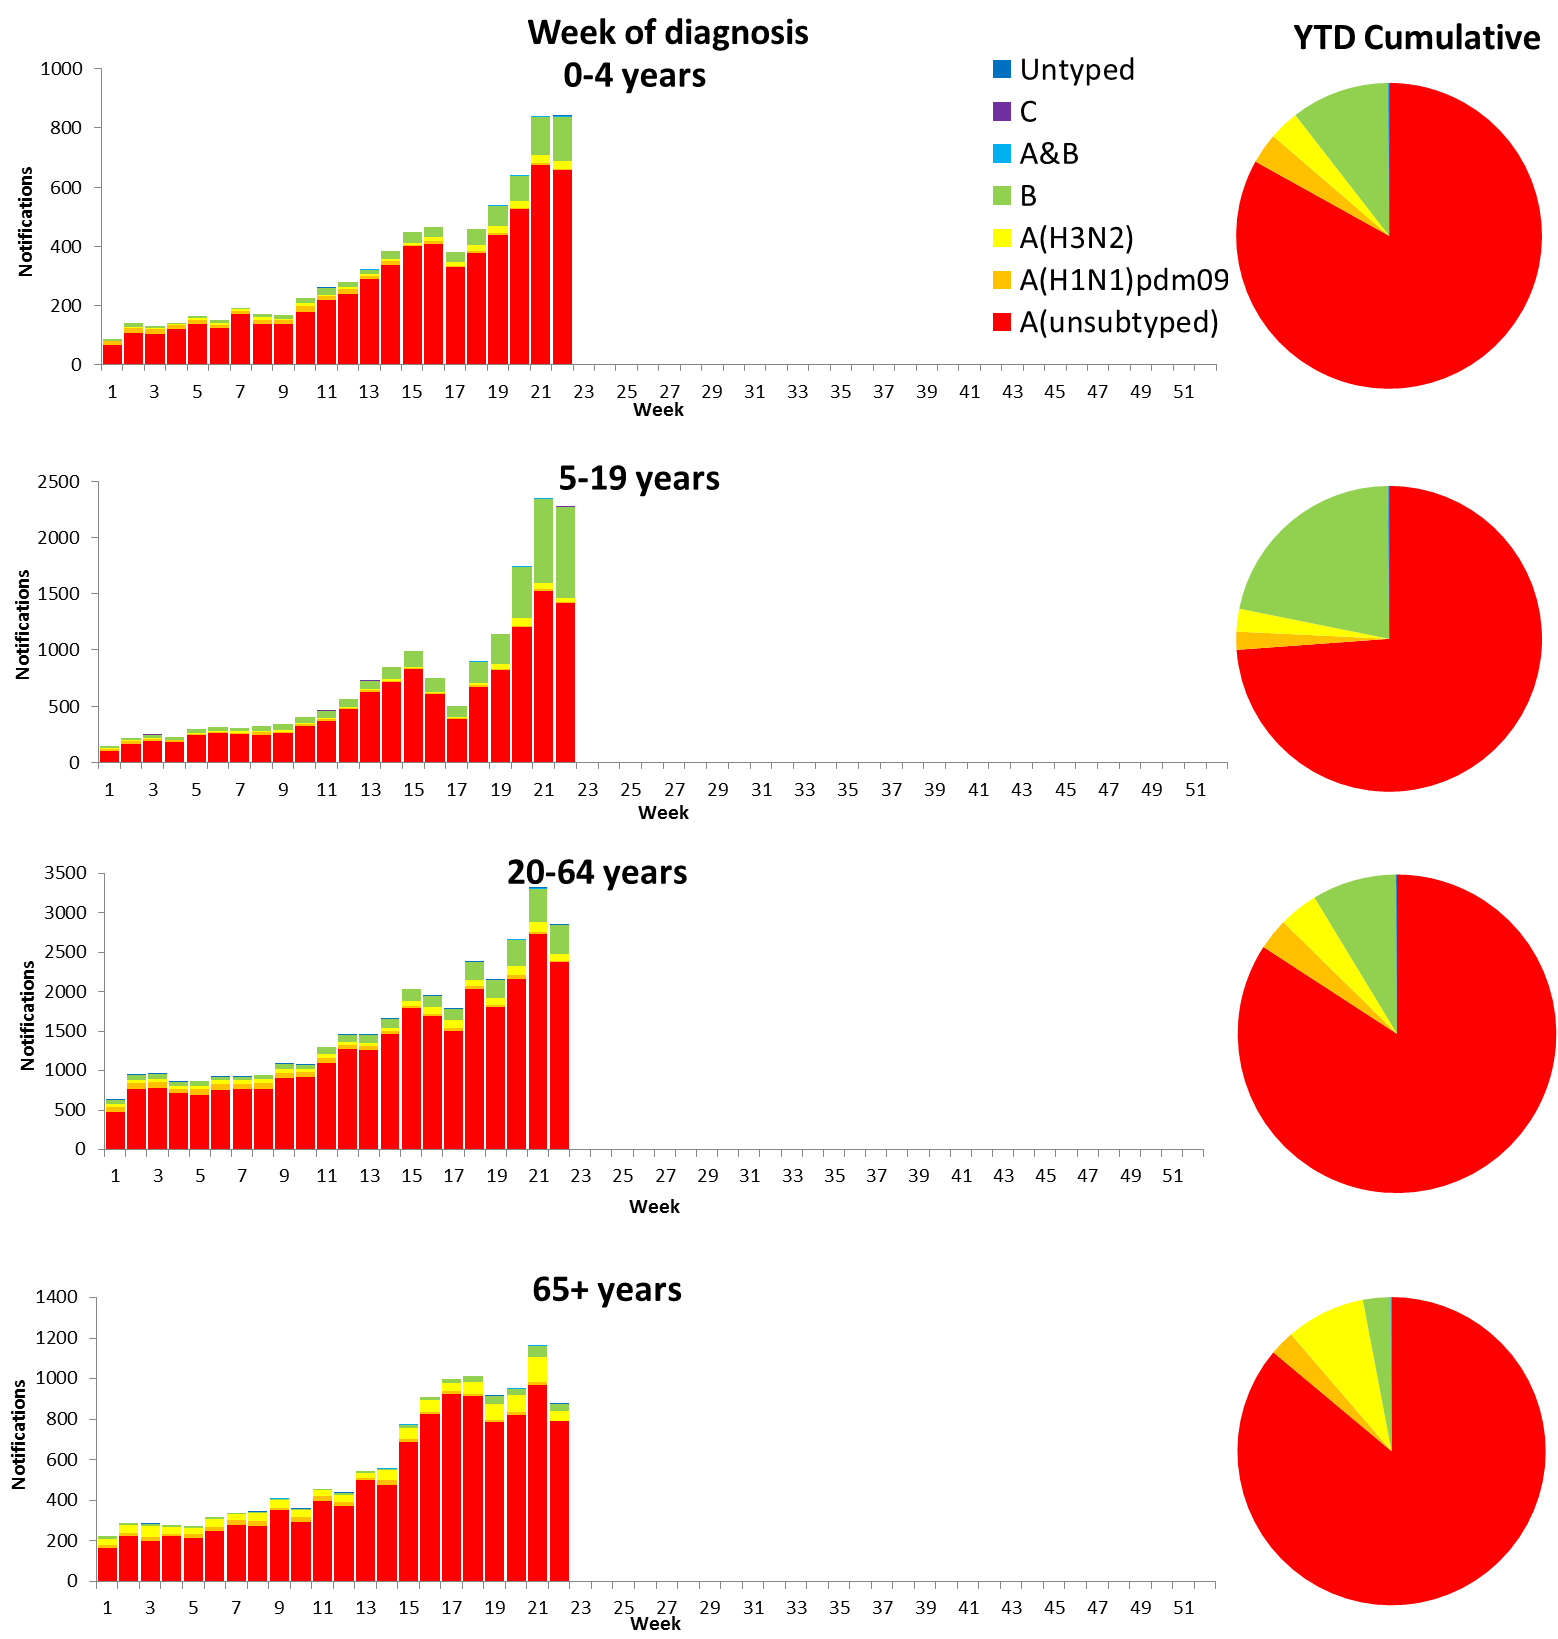 Week of diagnosis
YTD Cumulative
0-4 years
Untyped
C
A&B
B
A(H3N2)
A(H1N1)pdm09
A(unsubtyped)
Notifications
1000
800
600
400
200
0
1 3 5 7 9 11 13 15 17 19 21 23 25 27 29 31 33 35 37 39 41 43 45 47 49 51
Week
5-19 years
Notifications
2500
2000
1500
1000
500
0
1 3 5 7 9 11 13 15 17 19 21 23 25 27 29 31 33 35 37 39 41 43 45 47 49 51
Week
20-64 years
Notifications
3500
3000
2500
2000
1500
1000
500
0
1 3 5 7 9 11 13 15 17 19 21 23 25 27 29 31 33 35 37 39 41 43 45 47 49 51
Week
65+ years
Notifications
1400
1200
1000
800
600
400
200
0
1 3 5 7 9 11 13 15 17 19 21 23 25 27 29 31 33 35 37 39 41 43 45 47 49 51
Week